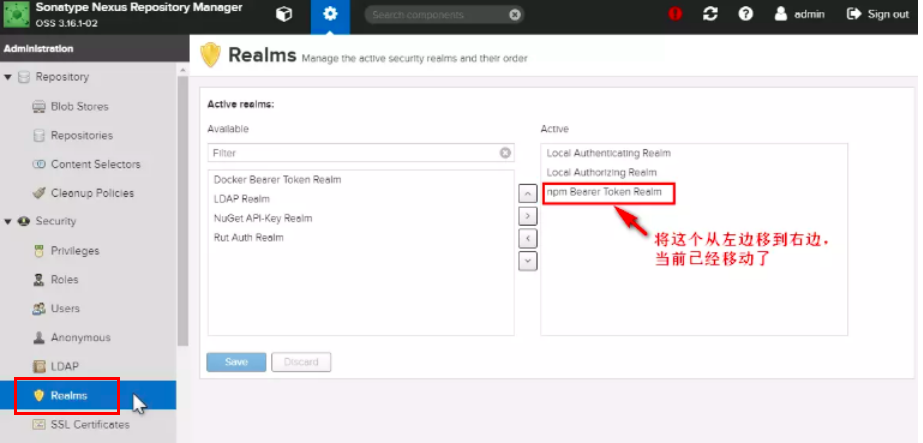 Sonatype Nexus Repository Manager
OSS 3.16.1-02
Search components
admin
Sign out
Administration
Repository
Blob Stores
Repositories
Content Selectors
Cleanup Policies
Security
Privileges
Roles
Users
Anonymous
LDAP
Realms
SSL Certificates
Realms Manage the active security realms and their order
Active realms:
Available
Filter
Docker Bearer Token Realm
LDAP Realm
NuGet API-Key Realm
Rut Auth Realm
Active
Local Authenticating Realm
Local Authorizing Realm
npm Bearer Token Realm
将这个从左边移到右边，
当前已经移动了
Save
Discard